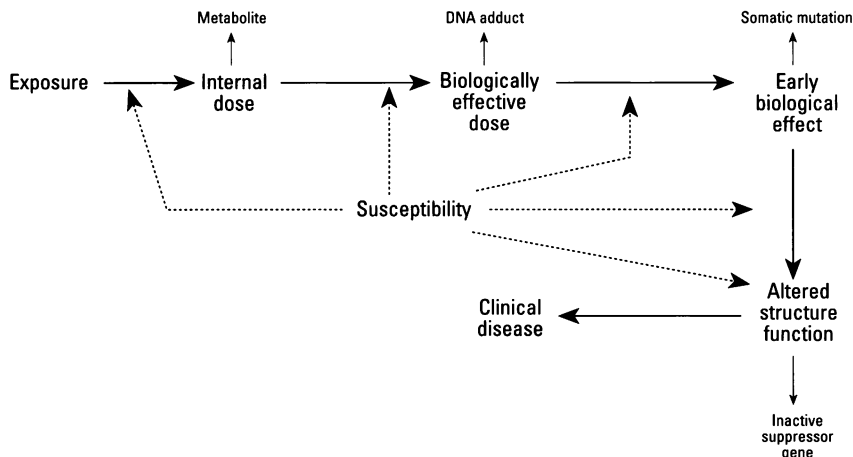 Metabolite
DNA adduct
Somatic mutation
Exposure
Internal
dose
Biologically
effective
dose
Early
biological
effect
Susceptibility
Clinical
disease
Altered
structure
function
Inactive
suppressor
gene